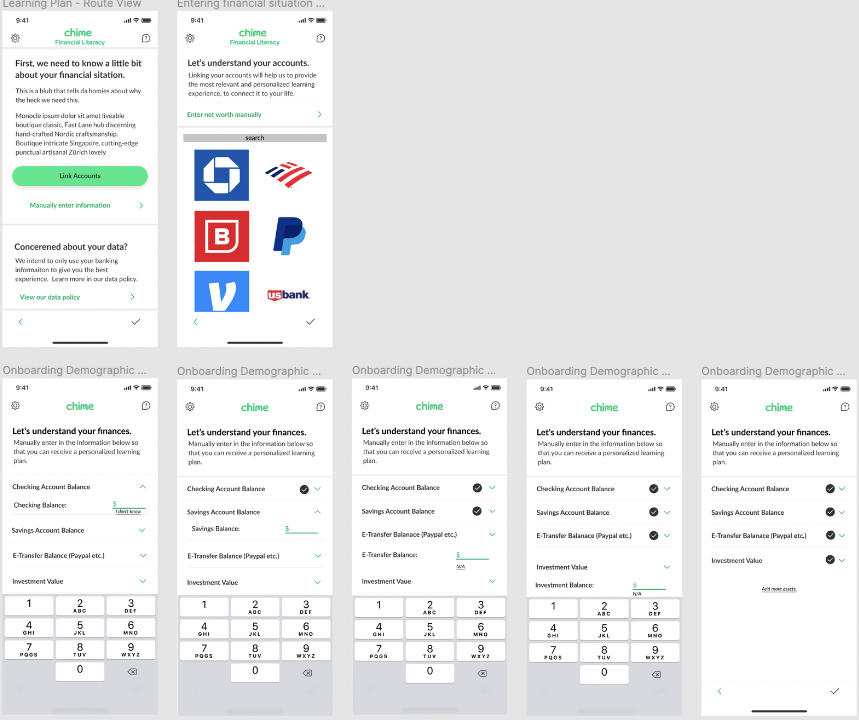 Learning Plan - Route View
9:41
chime
Financial Literacy
First, we need to know a little bit
about your financial sitation.
This is a blub that tells da homies about why
the heck we need this.
Monocle ipsum dolor sit amet liveable
boutique classic, Fast Lane hub discerning
hand-crafted Nordic craftsmanship.
Boutique intricate Singapore, cutting-edge
punctual artisanal Zürich lovely
Link Accounts
Manually enter information
Concerened about your data?
We intend to only use your banking
informaiton to give you the best
experience. Learn more in our data policy.
View our data policy
Entering financial situation ...
9:41
chime
Financial Literacy
Let's understand your accounts.
Linking your accounts will help us to provide
the most relevant and personalized learning
experience, to connect it to your life.
Enter net worth manually
search
B
usbank
Onboarding Demographic ...
9:41
chime
Let's understand your finances.
Manually enter in the information below so
that you can receive a personalized learning
plan.
Checking Account Balance
Checking Balance:
$
I don't know
Savings Account Balance
E-Transfer Balance (Paypal etc.)
Investment Value
1
2
ABC
3
DEF
4
GHI
5
JKL
6
MNO
7
PQGS
8
TUV
9
WXYZ
0
Onboarding Demographic ...
9:41
chime
Let's understand your finances.
Manually enter in the information below so
that you can receive a personalized learning
plan.
Checking Account Balance
Savings Account Balance
Savings Balance:
$
E-Transfer Balance (Paypal etc.)
Investment Value
1
2
ABC
3
DEF
4
GHI
5
JKL
6
MNO
7
PQGS
8
TUV
9
WXYZ
0
Onboarding Demographic ...
9:41
chime
Let's understand your finances.
Manually enter in the information below so
that you can receive a personalized learning
plan.
Checking Account Balance
Savings Account Balance
E-Transfer Balanace (Paypal etc.)
E-Transfer Balance:
$
N/A
Investment Value
1
2
ABC
3
DEF
4
GHI
5
JKL
6
MNO
7
PQGS
8
TUV
9
WXYZ
0
Onboarding Demographic ...
9:41
chime
Let's understand your finances.
Manually enter in the information below so
that you can receive a personalized learning
plan.
Checking Account Balance
Savings Account Balance
E-Transfer Balanace (Paypal etc.)
Investment Value
Investment Balance:
$
N/A
1
2
ABC
3
DEF
4
GHI
5
JKL
6
MNO
7
PQGS
8
TUV
9
WXYZ
0
Onboarding Demographic ...
9:41
chime
Let's understand your finances.
Manually enter in the information below so
that you can receive a personalized learning
plan.
Checking Account Balance
Savings Account Balance
E-Transfer Balance (Paypal etc.)
Investment Value
Add more assets.